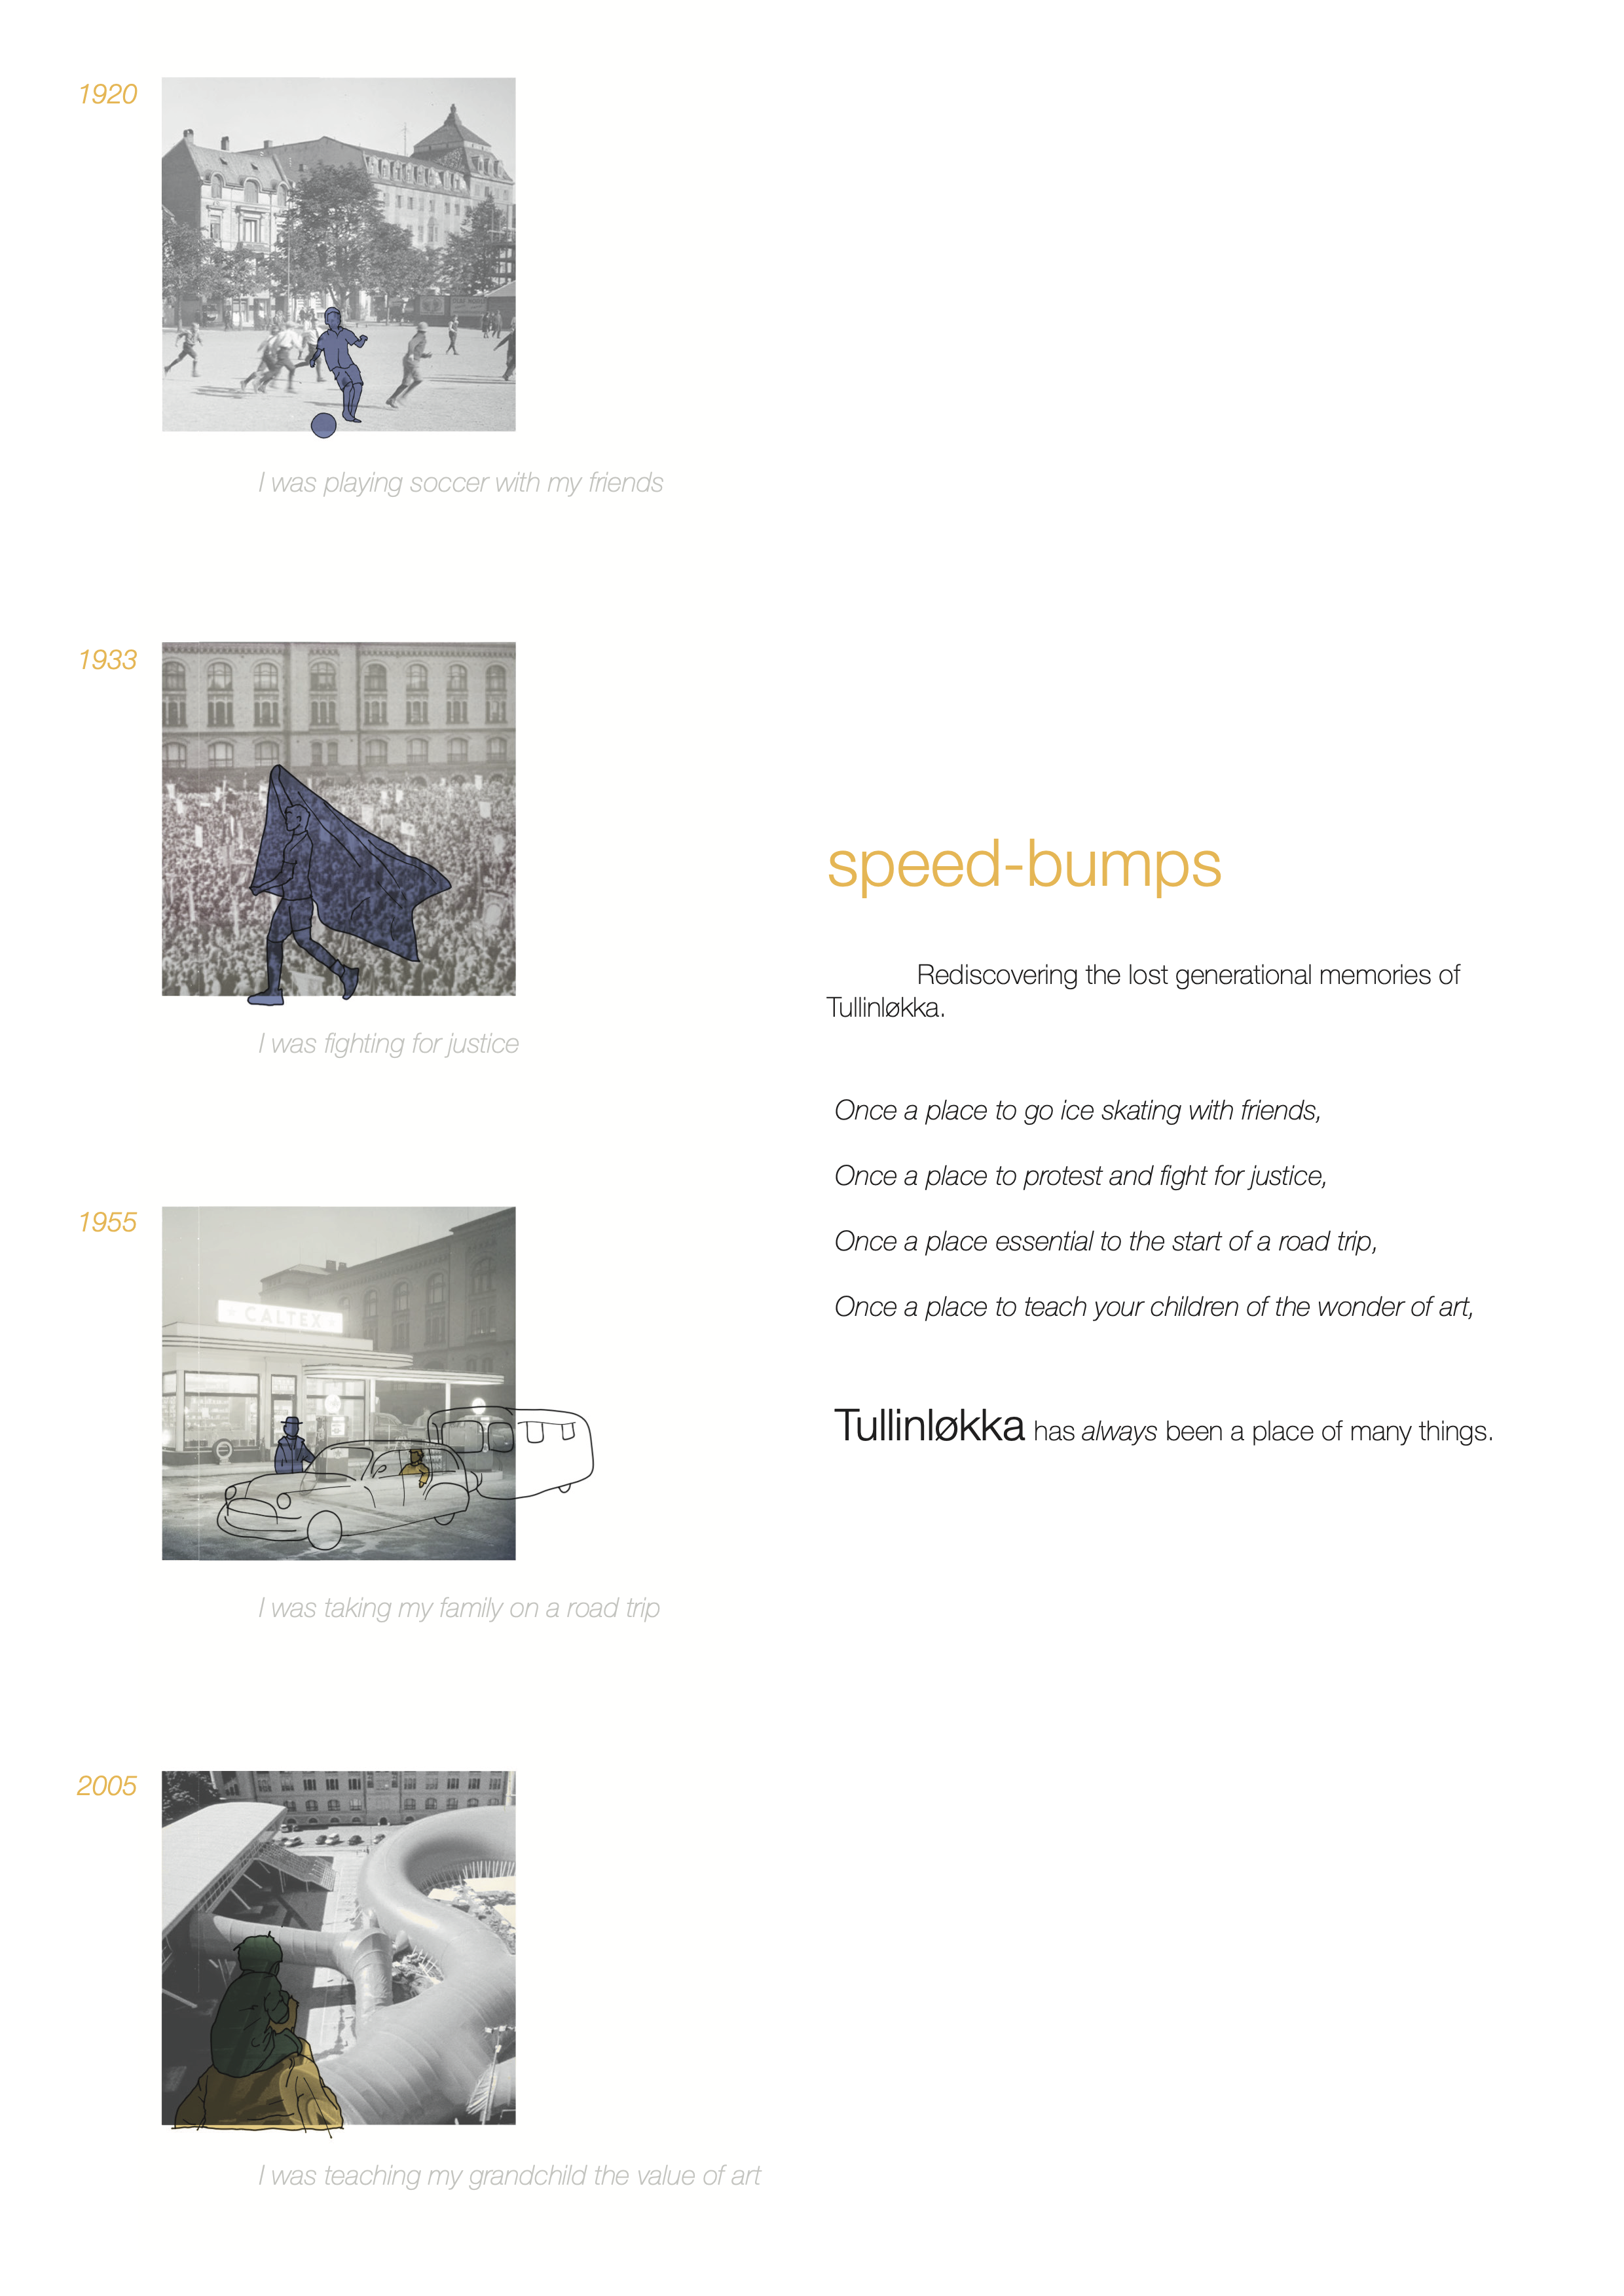 1920
I was playing soccer with my friends
1933
I was fighting for justice
1955
CALTEX
I was taking my family on a road trip
2005
I was teaching my grandchild the value of art
speed-bumps
Rediscovering the lost generational memories of
Tullinløkka.
Once a place to go ice skating with friends,
Once a place to protest and fight for justice,
Once a place essential to the start of a road trip,
Once a place to teach your children of the wonder of art,
Tullinløkka has always been a place of many things.